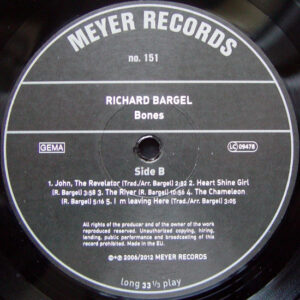 MEYER RECORDS
no. 151
RICHARD BARGEL
Bones
GEMA
LC 09478
Side B
1. John, The Revelator (Trad./Arr. Bargel) 2:52 2. Heart Shine Girl
(R. Bargel) 3:58 3. The River (R. Bargel) 10:56 4. The Chameleon
(R. Bargel) 5:16 5. I m leaving Here (R. Bargel/ Trad.) 3:05
All rights of the producer and of the owner of the work
reproduced reserved. Unauthorized copying, hiring,
lending, public performance and broadcasting of this
record prohibited. Made in the EU.
©+℗ 2006/2012 MEYER RECORDS
long 33 1/3 play